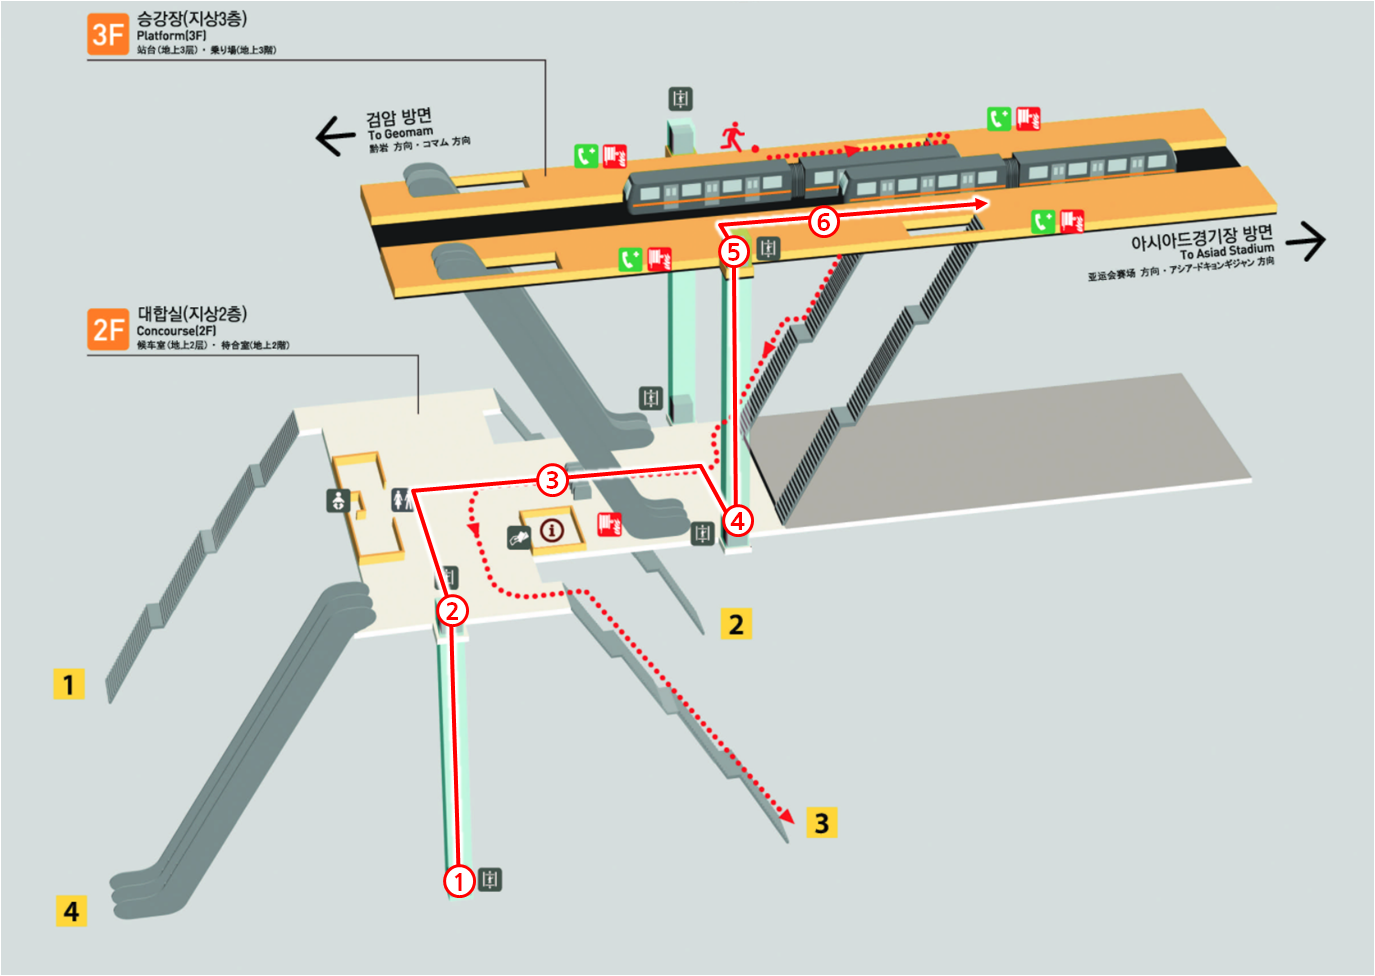 3F
승강장(지상3층)
Platform(3F)
站台(地上3层)・乗り場(地上3階)
검암 방면
To Geomam
黔岩 方向・コマム 方向
아시아드경기장 방면
To Asiad Stadium
亚运会赛场 方向・アシアードキョンギジャン 方向
2F
대합실(지상2층)
Concourse(2F)
候车室(地上2层)・待合室(地上2階)
6
5
3
4
2
1
i
1
2
3
4